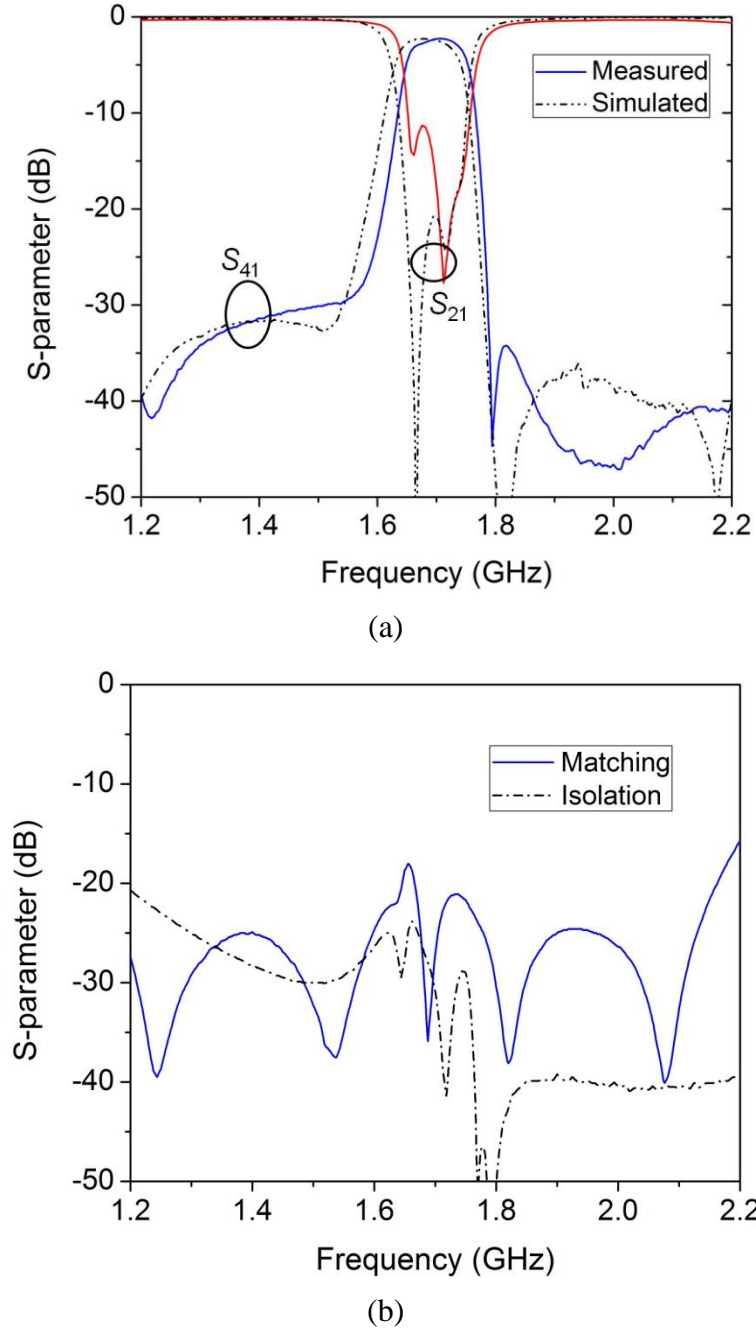 0
-10
-20
-30
-40
-50
S-parameter (dB)
Measured
Simulated
S41
S21
1.2 1.4 1.6 1.8 2.0 2.2
Frequency (GHz)
(a)
0
-10
-20
-30
-40
-50
S-parameter (dB)
Matching
Isolation
1.2 1.4 1.6 1.8 2.0 2.2
Frequency (GHz)
(b)